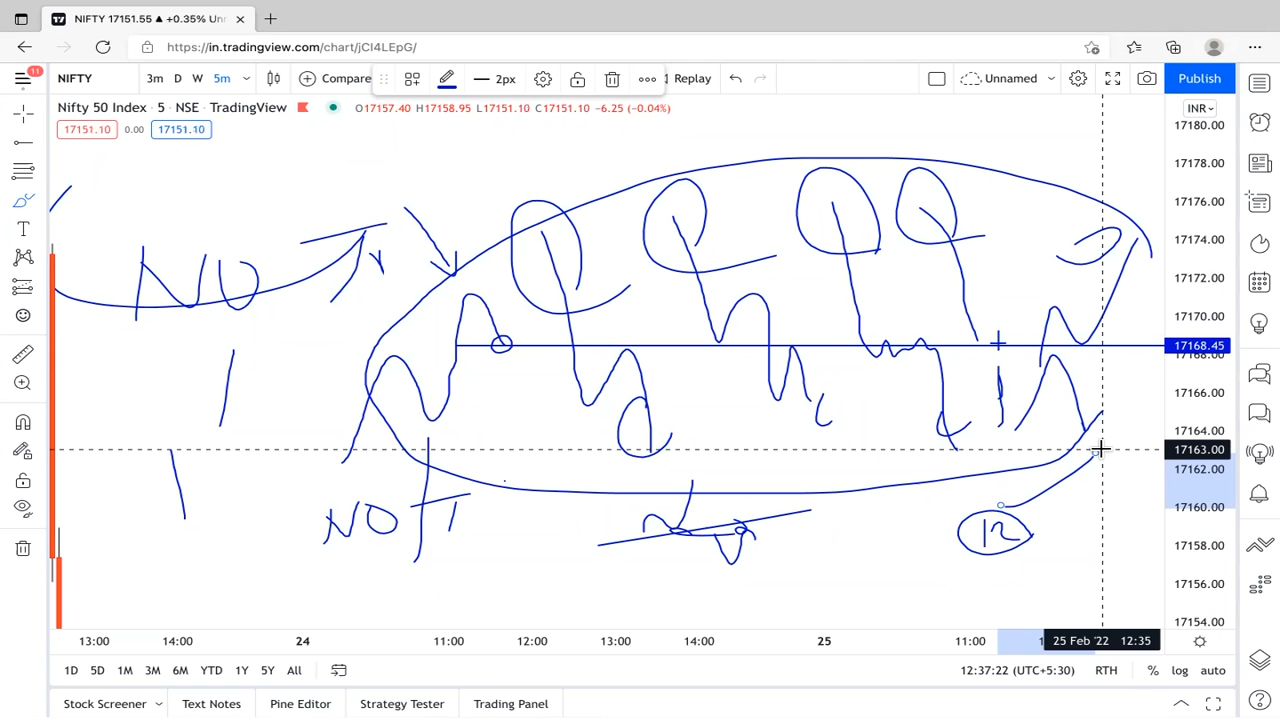 NIFTY 17151.55 ▲ +0.35% Un
https://in.tradingview.com/chart/jCI4LEpG/
11
NIFTY 3m D W 5m Compare 2px Replay Unnamed Publish
Nifty 50 Index · 5 · NSE · TradingView O17157.40 H17158.95 L17151.10 C17151.10 −6.25 (−0.04%)
INR
17151.10 0.00 17151.10
17180.00
17178.00
17176.00
17174.00
17172.00
17170.00
17168.45
17168.00
17166.00
17164.00
17163.00
17162.00
17160.00
17158.00
17156.00
17154.00
NO
NOT
12
13:00 14:00 24 11:00 12:00 13:00 14:00 25 11:00 25 Feb '22 12:35
1D 5D 1M 3M 6M YTD 1Y 5Y All 12:37:22 (UTC+5:30) RTH % log auto
Stock Screener Text Notes Pine Editor Strategy Tester Trading Panel